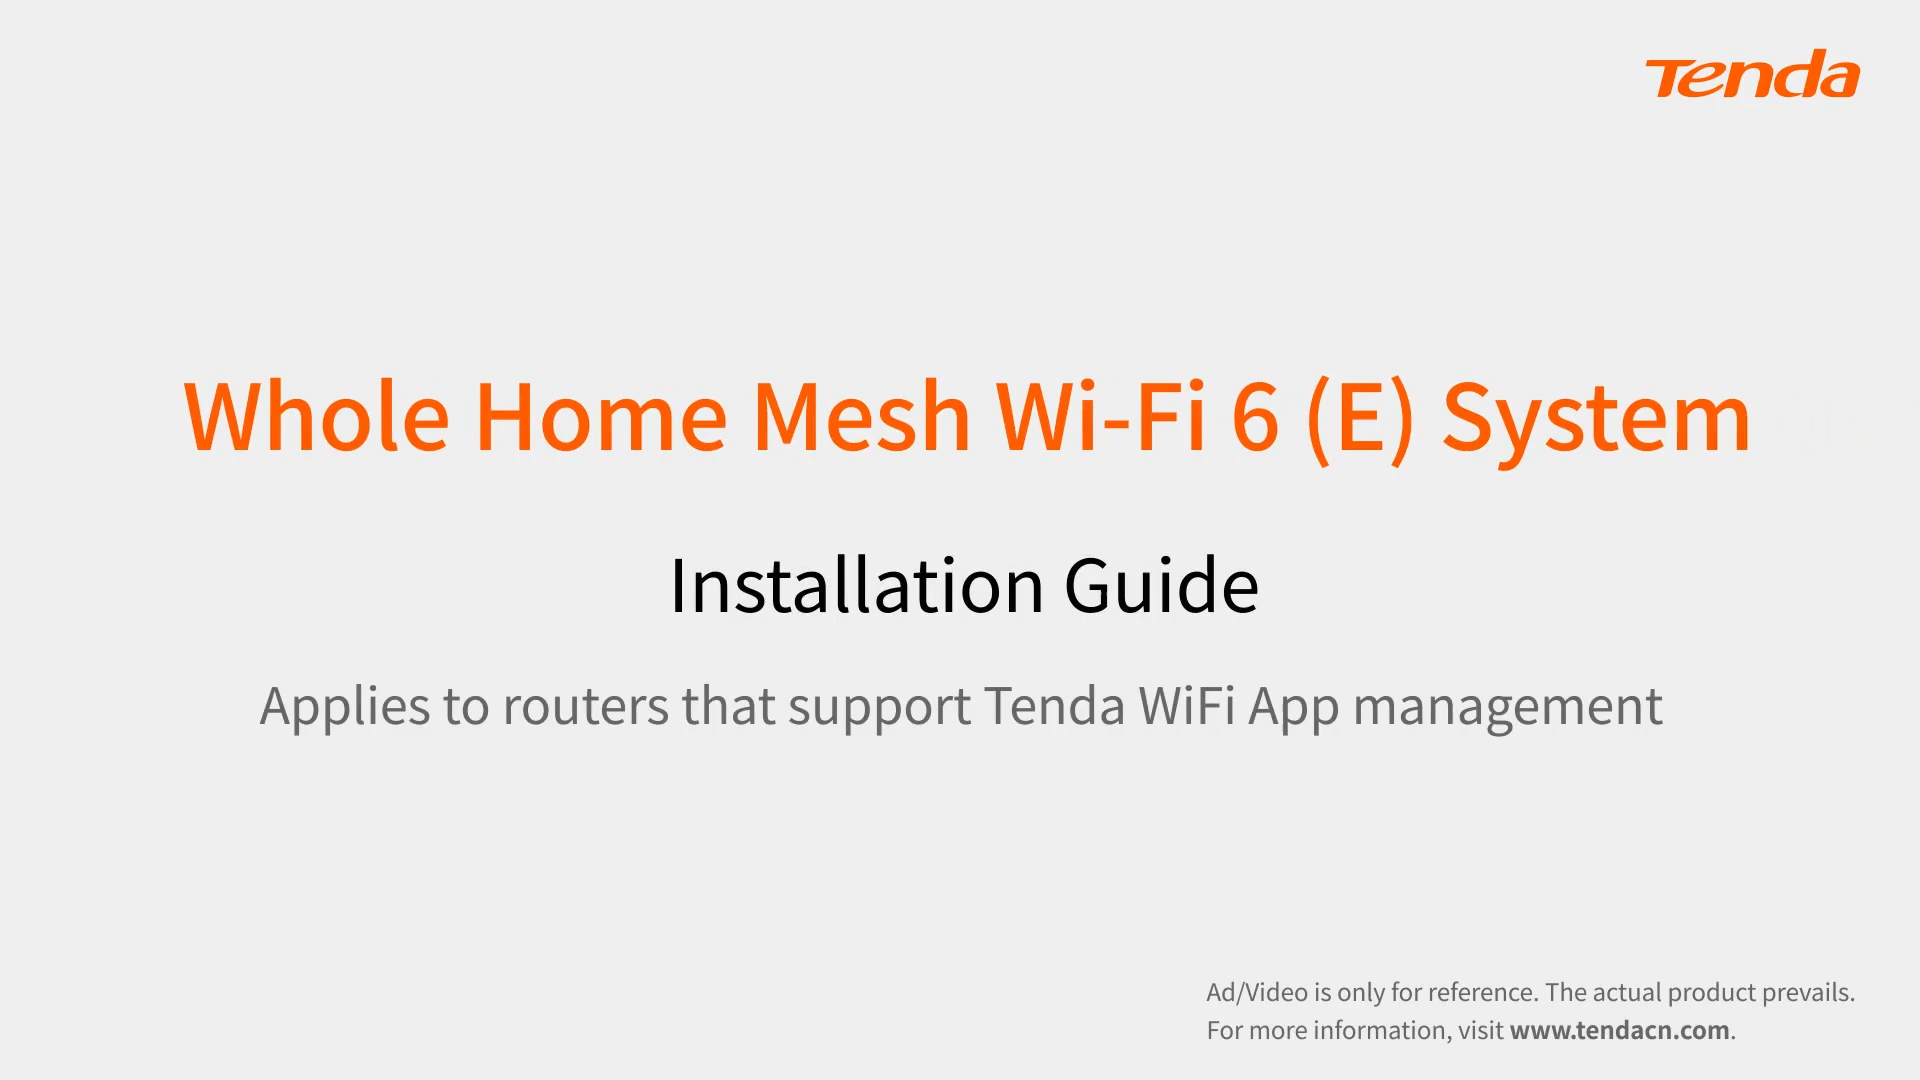 Tenda
Whole Home Mesh Wi-Fi 6 (E) System
Installation Guide
Applies to routers that support Tenda WiFi App management
Ad/Video is only for reference. The actual product prevails.
For more information, visit www.tendacn.com.